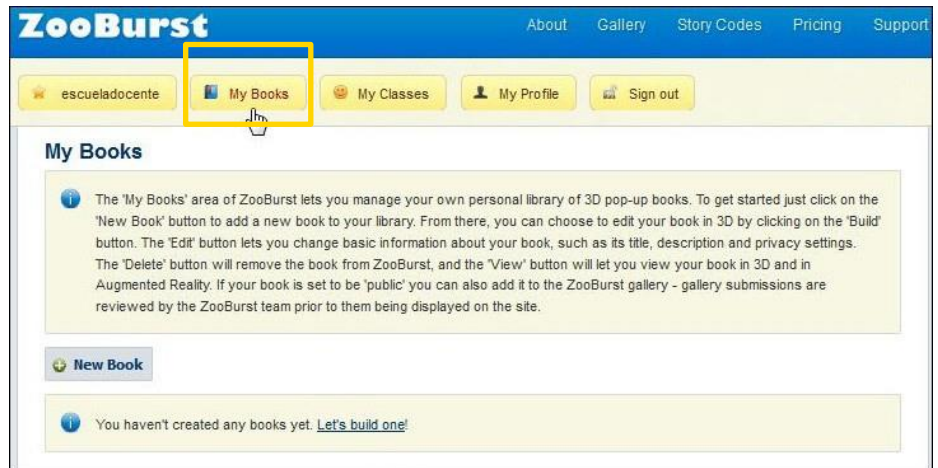 ZooBurst About Gallery Story Codes Pricing Support
escueladocente My Books My Classes My Profile Sign out
My Books
The 'My Books' area of ZooBurst lets you manage your own personal library of 3D pop-up books. To get started just click on the
'New Book' button to add a new book to your library. From there, you can choose to edit your book in 3D by clicking on the 'Build'
button. The 'Edit' button lets you change basic information about your book, such as its title, description and privacy settings.
The 'Delete' button will remove the book from ZooBurst, and the 'View' button will let you view your book in 3D and in
Augmented Reality. If your book is set to be 'public' you can also add it to the ZooBurst gallery - gallery submissions are
reviewed by the ZooBurst team prior to them being displayed on the site.
New Book
You haven't created any books yet. Let's build one!